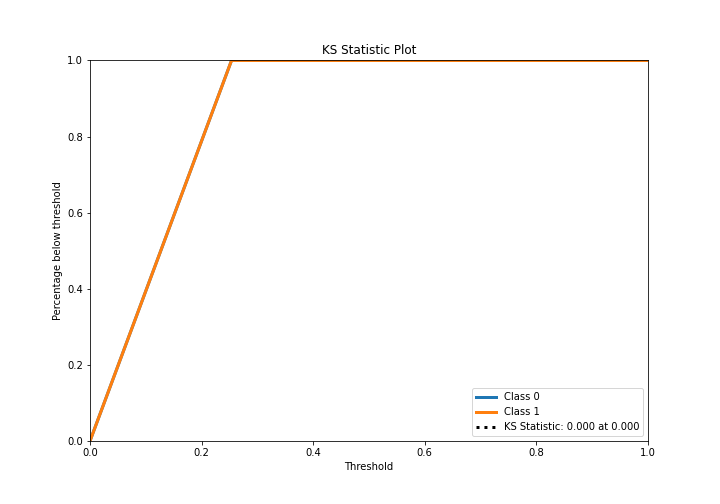 KS Statistic Plot
1.0
0.8
0.6
0.4
0.2
0.0
Percentage below threshold
0.0 0.2 0.4 0.6 0.8 1.0
Threshold
Class 0
Class 1
KS Statistic: 0.000 at 0.000